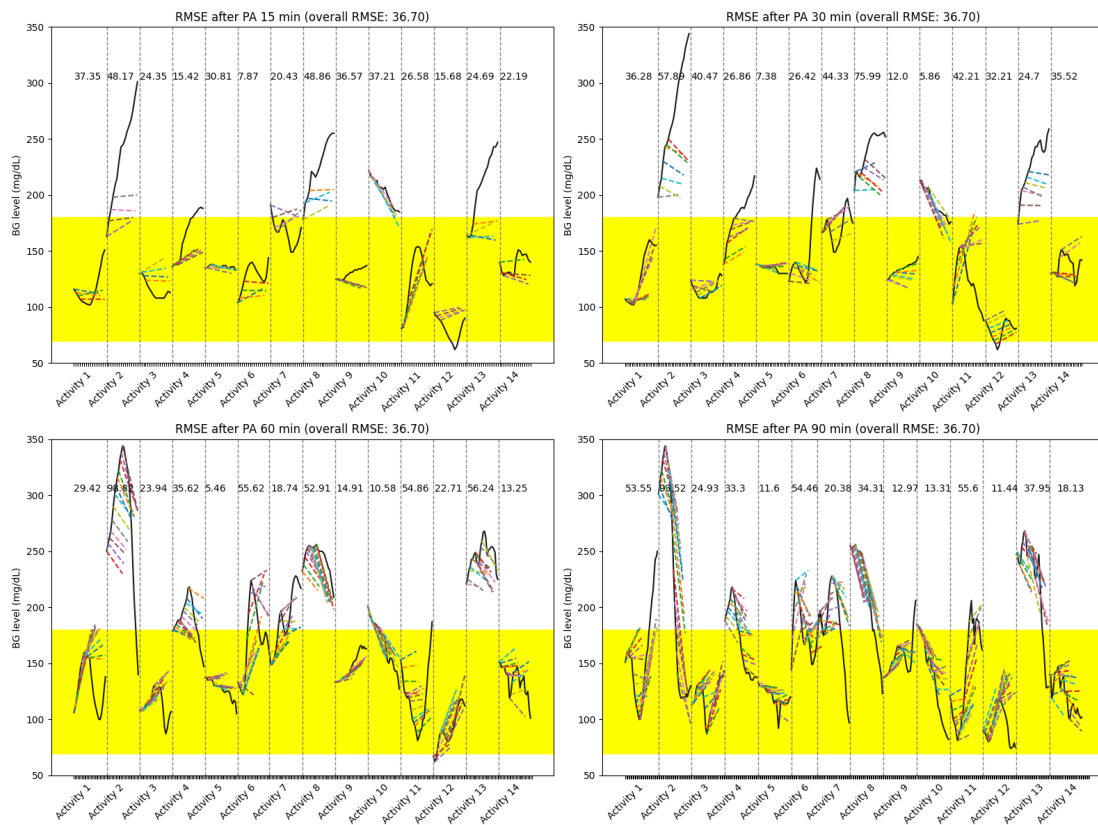 RMSE after PA 15 min (overall RMSE: 36.70)
BG level (mg/dL)
350
300
250
200
150
100
50
37.35 48.17 24.35 15.42 30.81 7.87 20.43 48.86 36.57 37.21 26.58 15.68 24.69 22.19
Activity 1 Activity 2 Activity 3 Activity 4 Activity 5 Activity 6 Activity 7 Activity 8 Activity 9 Activity 10 Activity 11 Activity 12 Activity 13 Activity 14
RMSE after PA 30 min (overall RMSE: 36.70)
BG level (mg/dL)
350
300
250
200
150
100
50
36.28 57.89 40.47 26.86 7.38 26.42 44.33 75.99 12.0 5.86 42.21 32.21 24.7 35.52
Activity 1 Activity 2 Activity 3 Activity 4 Activity 5 Activity 6 Activity 7 Activity 8 Activity 9 Activity 10 Activity 11 Activity 12 Activity 13 Activity 14
RMSE after PA 60 min (overall RMSE: 36.70)
BG level (mg/dL)
350
300
250
200
150
100
50
29.42 23.94 35.62 5.46 55.62 18.74 52.91 14.91 10.58 54.86 22.71 56.24 13.25
Activity 1 Activity 2 Activity 3 Activity 4 Activity 5 Activity 6 Activity 7 Activity 8 Activity 9 Activity 10 Activity 11 Activity 12 Activity 13 Activity 14
RMSE after PA 90 min (overall RMSE: 36.70)
BG level (mg/dL)
350
300
250
200
150
100
50
53.55 24.93 33.3 11.6 54.46 20.38 34.31 12.97 13.31 55.6 11.44 37.95 18.13
Activity 1 Activity 2 Activity 3 Activity 4 Activity 5 Activity 6 Activity 7 Activity 8 Activity 9 Activity 10 Activity 11 Activity 12 Activity 13 Activity 14